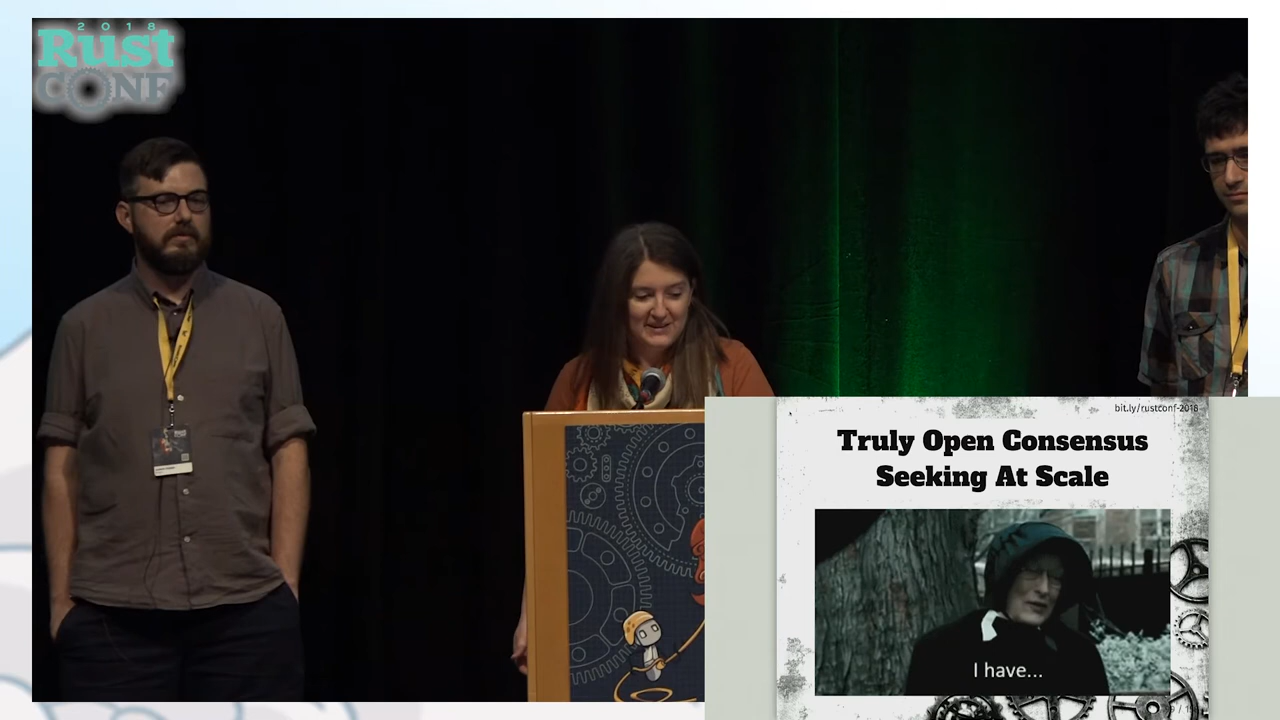 2018
Rust
CONF
bit.ly/rustconf-2018
Truly Open Consensus
Seeking At Scale
I have...